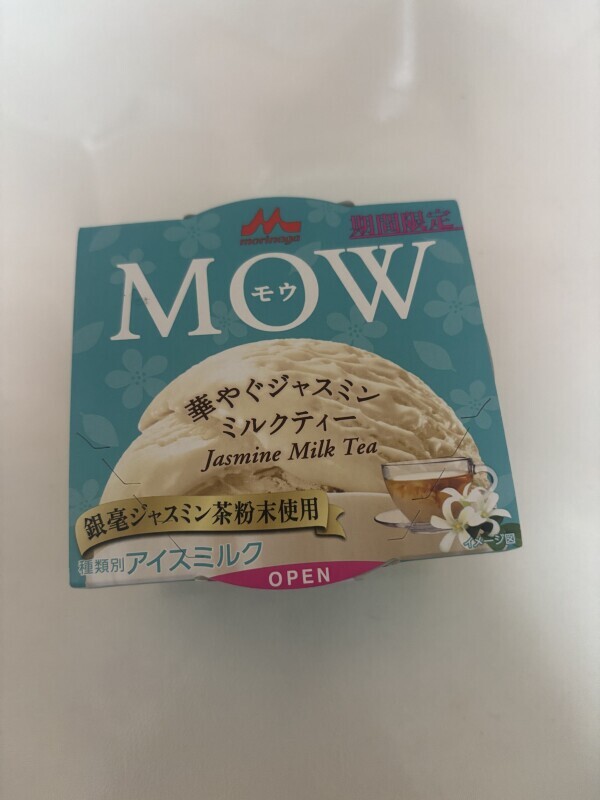 morinaga
期間限定
MOW
モウ
華やぐジャスミン
ミルクティー
Jasmine Milk Tea
銀毫ジャスミン茶粉末使用
種類別アイスミルク
イメージ図
OPEN